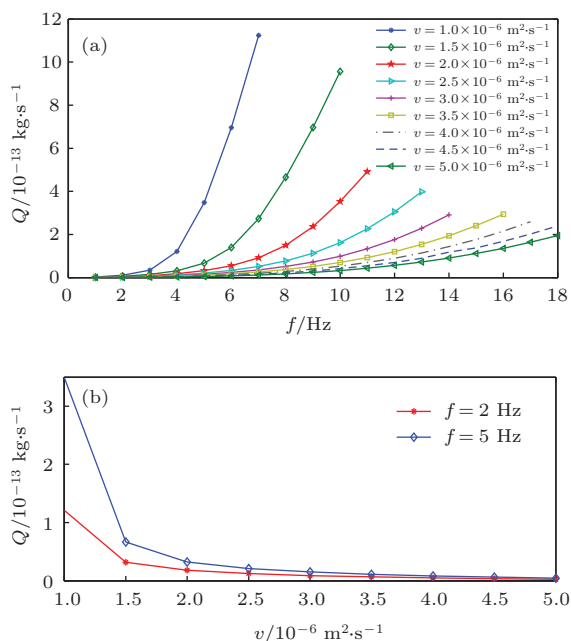 (a)
12
10
8
6
4
2
0
Q/10⁻¹³ kg·s⁻¹
v = 1.0×10⁻⁶ m²·s⁻¹
v = 1.5×10⁻⁶ m²·s⁻¹
v = 2.0×10⁻⁶ m²·s⁻¹
v = 2.5×10⁻⁶ m²·s⁻¹
v = 3.0×10⁻⁶ m²·s⁻¹
v = 3.5×10⁻⁶ m²·s⁻¹
v = 4.0×10⁻⁶ m²·s⁻¹
v = 4.5×10⁻⁶ m²·s⁻¹
v = 5.0×10⁻⁶ m²·s⁻¹
0 2 4 6 8 10 12 14 16 18
f/Hz
(b)
3
2
1
0
Q/10⁻¹³ kg·s⁻¹
f = 2 Hz
f = 5 Hz
1.0 1.5 2.0 2.5 3.0 3.5 4.0 4.5 5.0
v/10⁻⁶ m²·s⁻¹